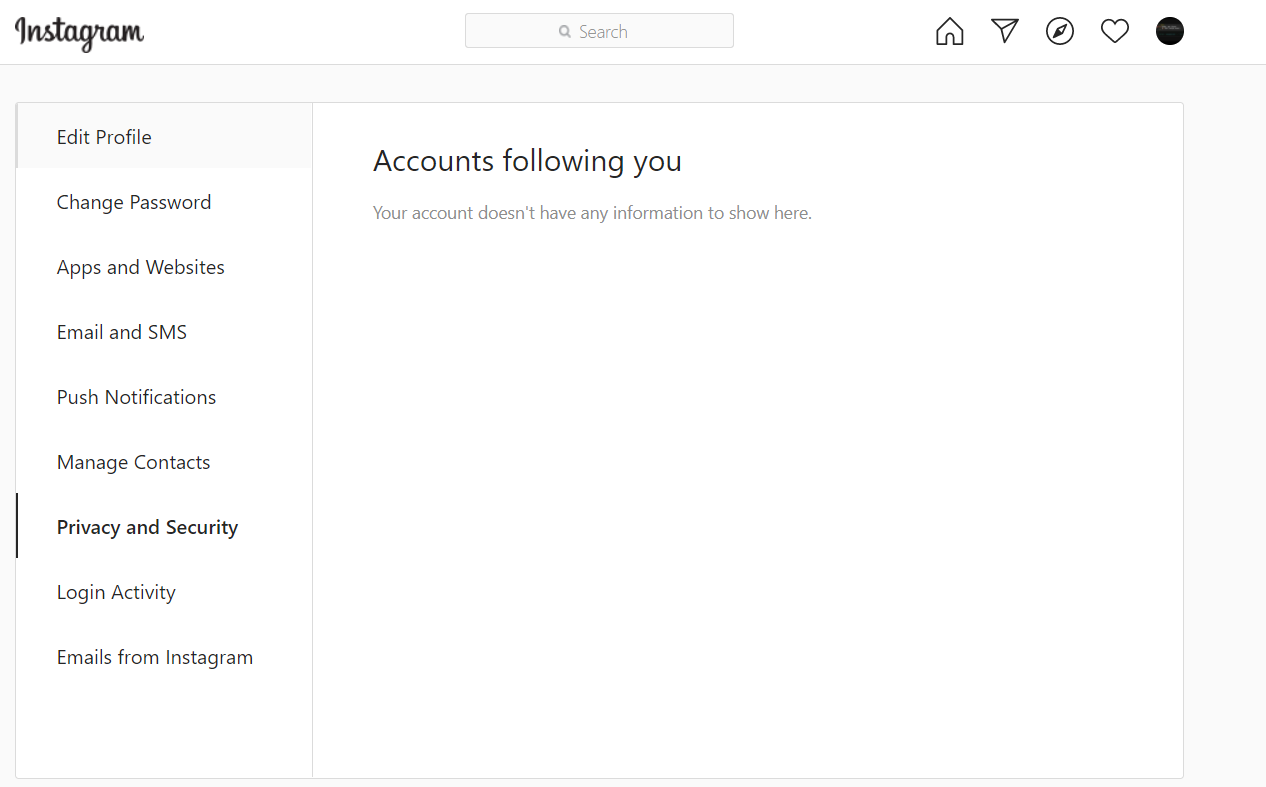 Instagram
Search
Edit Profile
Change Password
Apps and Websites
Email and SMS
Push Notifications
Manage Contacts
Privacy and Security
Login Activity
Emails from Instagram
Accounts following you
Your account doesn't have any information to show here.